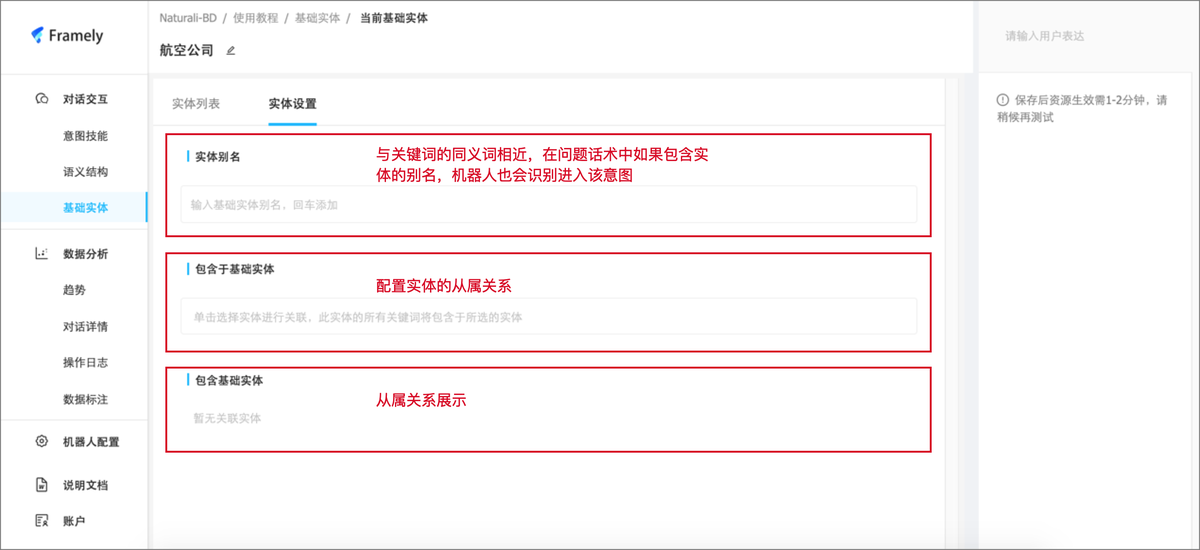 Framely
对话交互
意图技能
语义结构
基础实体
数据分析
趋势
对话详情
操作日志
数据标注
机器人配置
说明文档
账户
Naturali-BD / 使用教程 / 基础实体 / 当前基础实体
航空公司
实体列表 实体设置
实体别名
与关键词的同义词相近，在问题话术中如果包含实
体的别名，机器人也会识别进入该意图
输入基础实体别名，回车添加
包含于基础实体
配置实体的从属关系
单击选择实体进行关联，此实体的所有关键词将包含于所选的实体
包含基础实体
从属关系展示
暂无关联实体
请输入用户表达
保存后资源生效需1-2分钟，请
稍候再测试